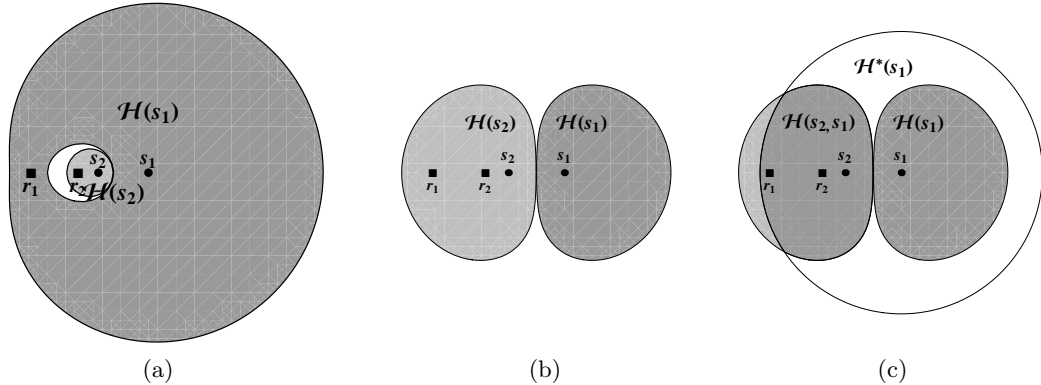 H(s₁)
s₂
s₁
r₁
r₂
H(s₂)
(a)
H(s₂)
H(s₁)
s₂
s₁
r₁
r₂
(b)
H*(s₁)
H(s₂,s₁)
H(s₁)
s₂
s₁
r₁
r₂
(c)